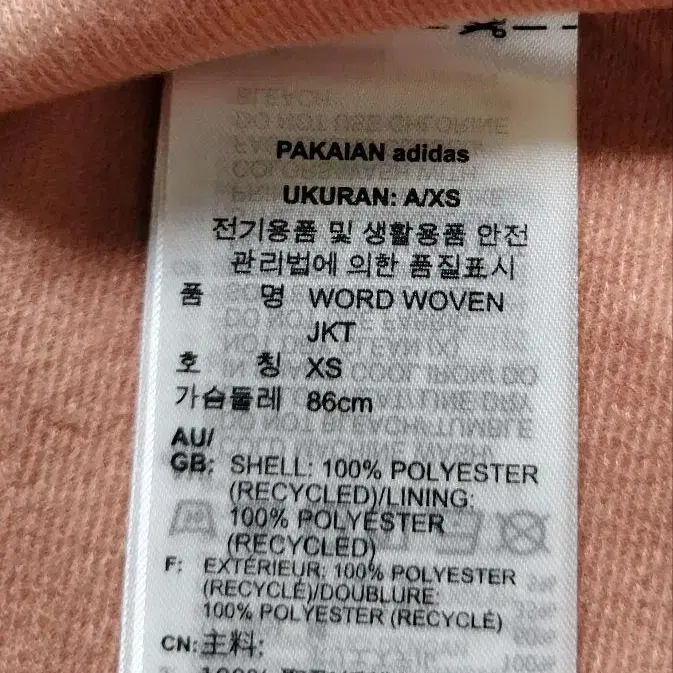 PAKAIAN adidas
UKURAN: A/XS
전기용품 및 생활용품 안전
관리법에 의한 품질표시
품 명 WORD WOVEN
JKT
호 칭 XS
가슴둘레 86cm
AU/
GB: SHELL: 100% POLYESTER
(RECYCLED)/LINING:
100% POLYESTER
(RECYCLED)
F: EXTÉRIEUR: 100% POLYESTER
(RECYCLÉ)/DOUBLURE:
100% POLYESTER (RECYCLÉ)
CN: 主料: